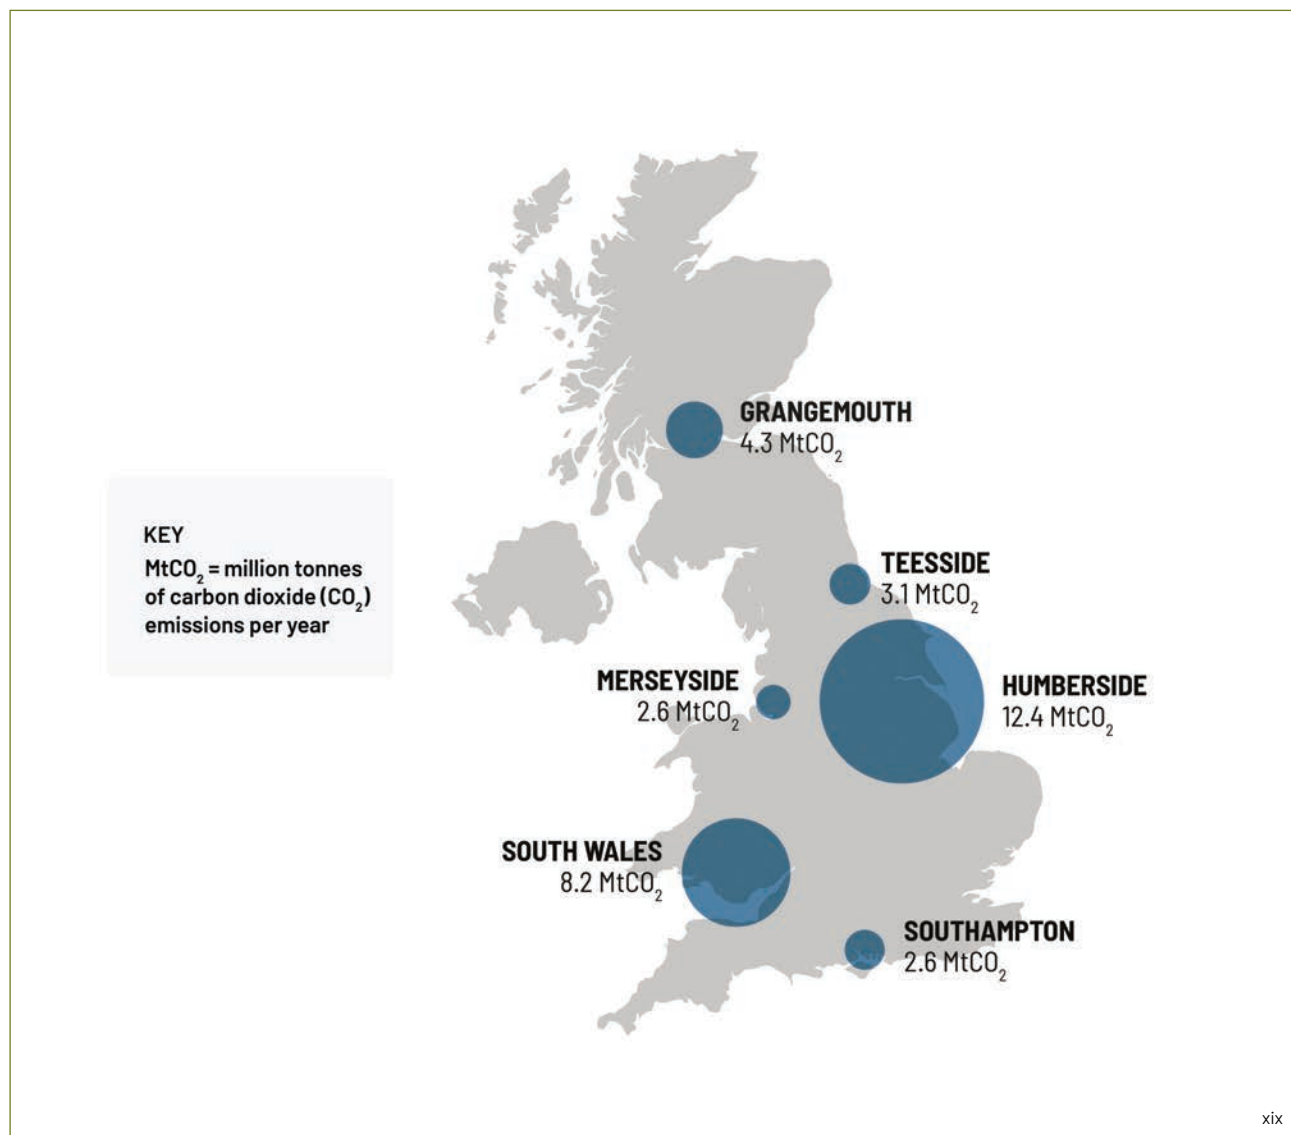 GRANGEMOUTH
4.3 MtCO₂
KEY
MtCO₂ = million tonnes
of carbon dioxide (CO₂)
emissions per year
TEESSIDE
3.1 MtCO₂
MERSEYSIDE
2.6 MtCO₂
HUMBERSIDE
12.4 MtCO₂
SOUTH WALES
8.2 MtCO₂
SOUTHAMPTON
2.6 MtCO₂
xix